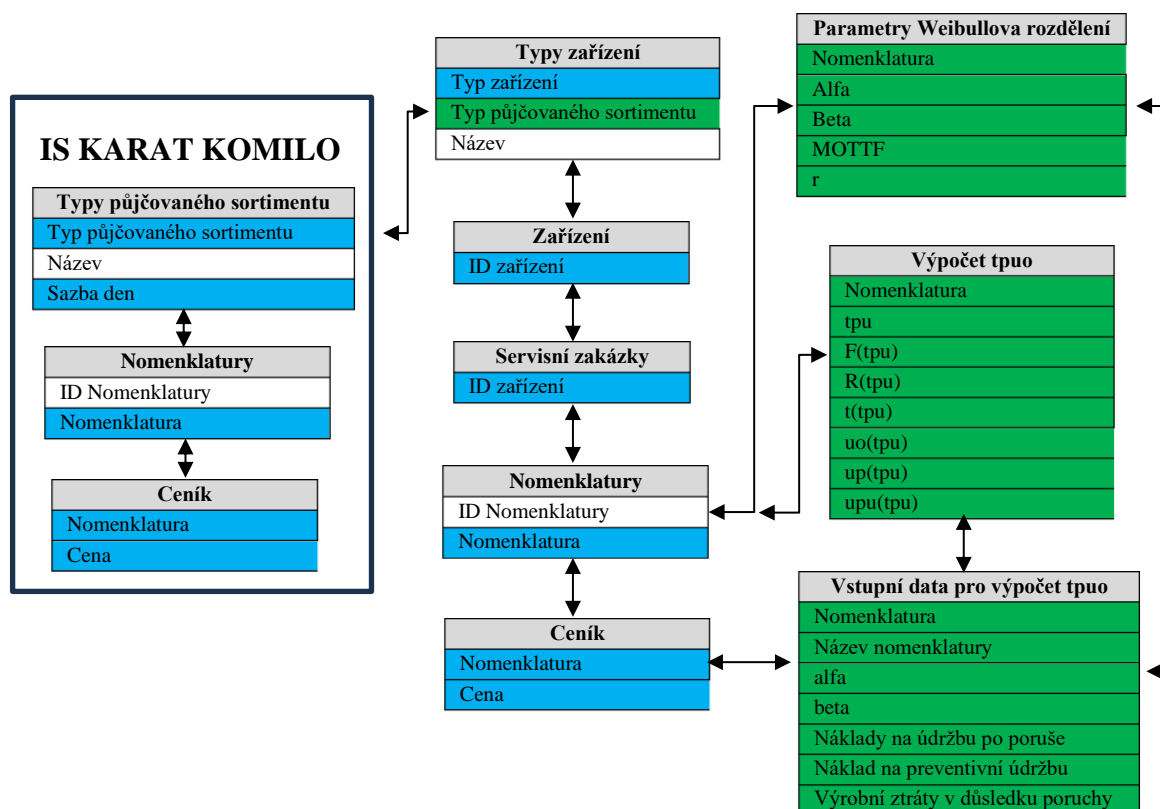 IS KARAT KOMILO
Typy půjčovaného sortimentu
Typ půjčovaného sortimentu
Název
Sazba den
Nomenklatury
ID Nomenklatury
Nomenklatura
Ceník
Nomenklatura
Cena
Typy zařízení
Typ zařízení
Typ půjčovaného sortimentu
Název
Zařízení
ID zařízení
Servisní zakázky
ID zařízení
Nomenklatury
ID Nomenklatury
Nomenklatura
Ceník
Nomenklatura
Cena
Parametry Weibullova rozdělení
Nomenklatura
Alfa
Beta
MOTTF
r
Výpočet tpuo
Nomenklatura
tpu
F(tpu)
R(tpu)
t(tpu)
uo(tpu)
up(tpu)
upu(tpu)
Vstupní data pro výpočet tpuo
Nomenklatura
Název nomenklatury
alfa
beta
Náklady na údržbu po poruše
Náklad na preventivní údržbu
Výrobní ztráty v důsledku poruchy